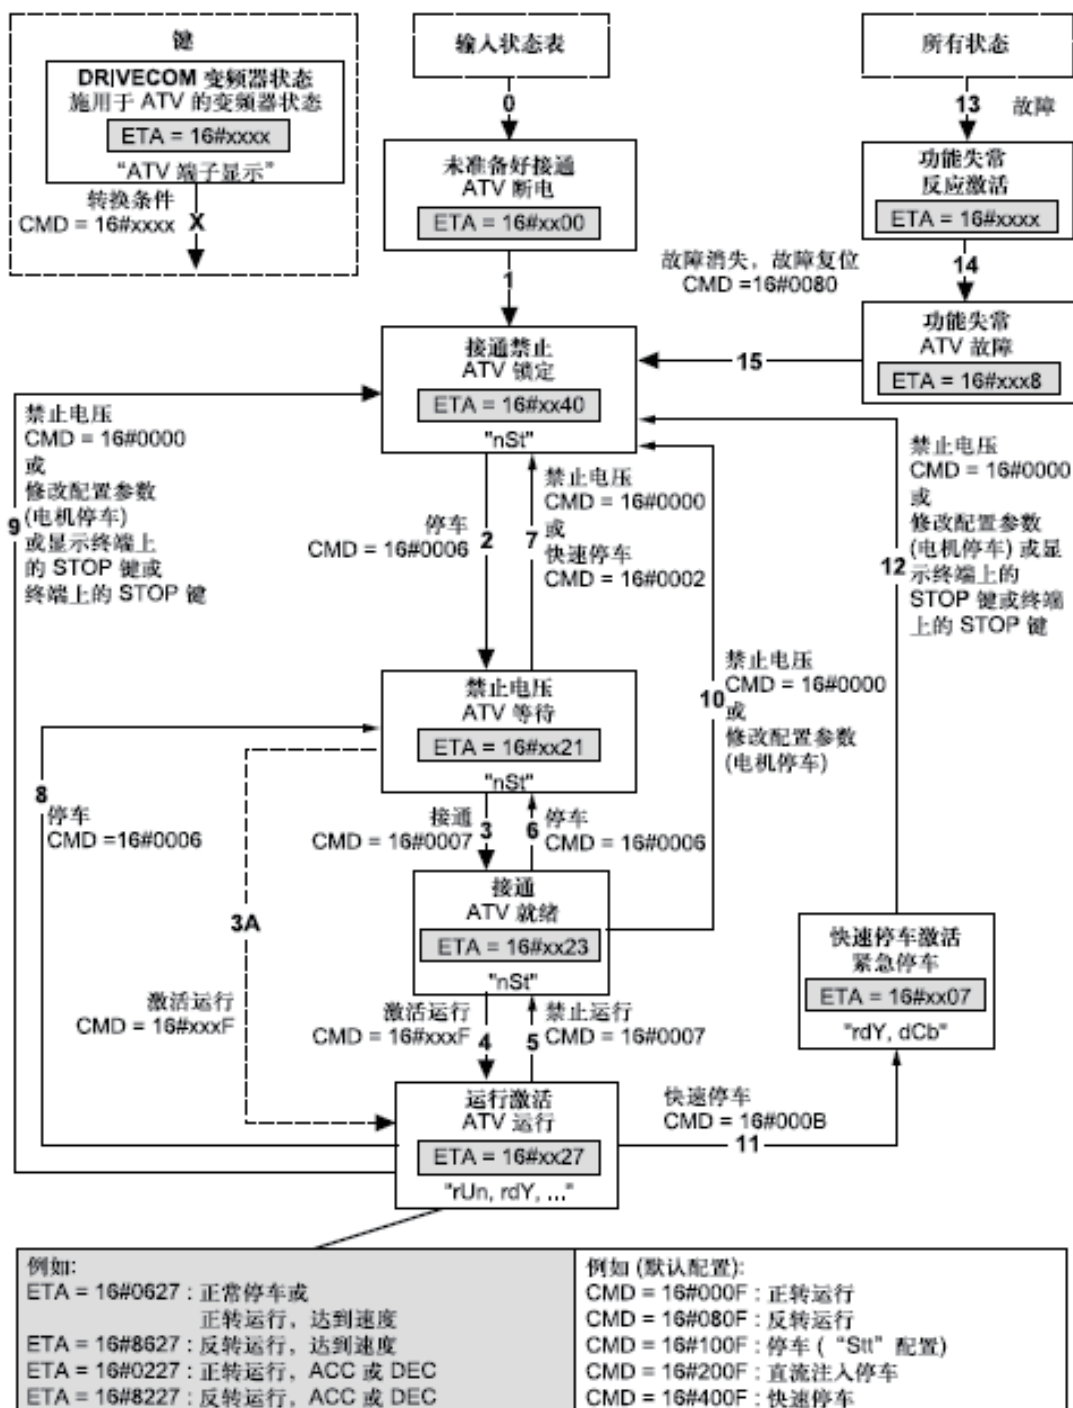 键
DRIVECOM 变频器状态
施用于 ATV 的变频器状态
ETA = 16#xxxx
“ATV 端子显示”
转换条件
CMD = 16#xxxx
X
输入状态表
0
未准备好接通
ATV 断电
ETA = 16#xx00
1
所有状态
13
故障
功能失常
反应激活
ETA = 16#xxxx
14
故障消失，故障复位
CMD =16#0080
功能失常
ATV 故障
ETA = 16#xxx8
15
接通禁止
ATV 锁定
ETA = 16#xx40
"nSt"
9
禁止电压
CMD = 16#0000
或
修改配置参数
(电机停车)
或显示终端上
的 STOP 键或
终端上的 STOP 键
停车
CMD = 16#0006
2
7
禁止电压
CMD = 16#0000
或
快速停车
CMD = 16#0002
12
禁止电压
CMD = 16#0000
或
修改配置参数
(电机停车) 或显
示终端上的
STOP 键或终端
上的 STOP 键
10
禁止电压
CMD = 16#0000
或
修改配置参数
(电机停车)
禁止电压
ATV 等待
ETA = 16#xx21
"nSt"
8
停车
CMD =16#0006
接通
CMD = 16#0007
3
6
停车
CMD = 16#0006
接通
ATV 就绪
ETA = 16#xx23
"nSt"
3A
激活运行
CMD = 16#xxxF
激活运行
CMD = 16#xxxF
4
5
禁止运行
CMD = 16#0007
快速停车激活
紧急停车
ETA = 16#xx07
"rdY, dCb"
运行激活
ATV 运行
ETA = 16#xx27
"rUn, rdY, ..."
快速停车
CMD = 16#000B
11
例如:
ETA = 16#0627 : 正常停车或
正转运行，达到速度
ETA = 16#8627 : 反转运行，达到速度
ETA = 16#0227 : 正转运行，ACC 或 DEC
ETA = 16#8227 : 反转运行，ACC 或 DEC
例如 (默认配置):
CMD = 16#000F : 正转运行
CMD = 16#080F : 反转运行
CMD = 16#100F : 停车 (“Stt”配置)
CMD = 16#200F : 直流注入停车
CMD = 16#400F : 快速停车